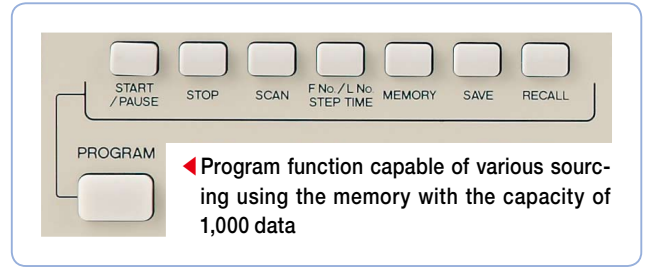 START
/PAUSE
STOP
SCAN
F No./L No.
STEP TIME
MEMORY
SAVE
RECALL
PROGRAM
Program function capable of various sourc-
ing using the memory with the capacity of
1,000 data